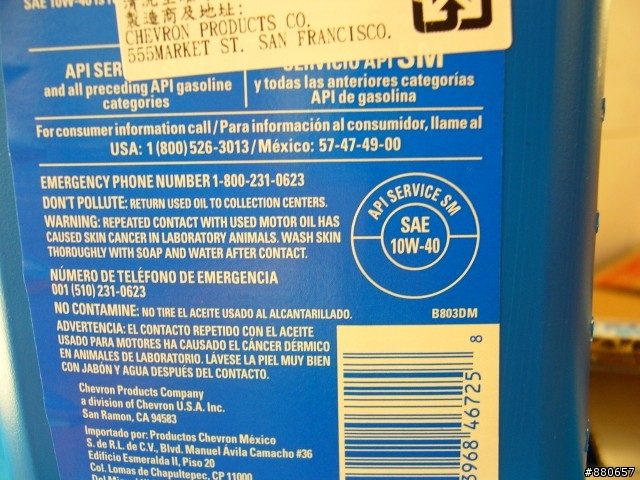 SAE 10W-40
製造商及地址:
CHEVRON PRODUCTS CO.
555MARKET ST. SAN FRANCISCO.
API SER
and all preceding API gasoline
categories
SERVICIO API SM
y todas las anteriores categorías
API de gasolina
For consumer information call / Para información al consumidor, llame al
USA: 1 (800) 526-3013 / México: 57-47-49-00
EMERGENCY PHONE NUMBER 1-800-231-0623
DON'T POLLUTE: RETURN USED OIL TO COLLECTION CENTERS.
WARNING: REPEATED CONTACT WITH USED MOTOR OIL HAS
CAUSED SKIN CANCER IN LABORATORY ANIMALS. WASH SKIN
THOROUGHLY WITH SOAP AND WATER AFTER CONTACT.
API SERVICE SM
SAE
10W-40
NÚMERO DE TELÉFONO DE EMERGENCIA
001 (510) 231-0623
NO CONTAMINE: NO TIRE EL ACEITE USADO AL ALCANTARILLADO.
B803DM
ADVERTENCIA: EL CONTACTO REPETIDO CON EL ACEITE
USADO PARA MOTORES HA CAUSADO EL CÁNCER DÉRMICO
EN ANIMALES DE LABORATORIO. LÁVESE LA PIEL MUY BIEN
CON JABÓN Y AGUA DESPUÉS DEL CONTACTO.
Chevron Products Company
a division of Chevron U.S.A. Inc.
San Ramon, CA 94583
Importado por: Productos Chevron México
S. de R.L. de C.V., Blvd. Manuel Ávila Camacho #36
Edificio Esmeralda II, Piso 20
Col. Lomas de Chapultepec, CP 11000
3968 46725 8
#880657